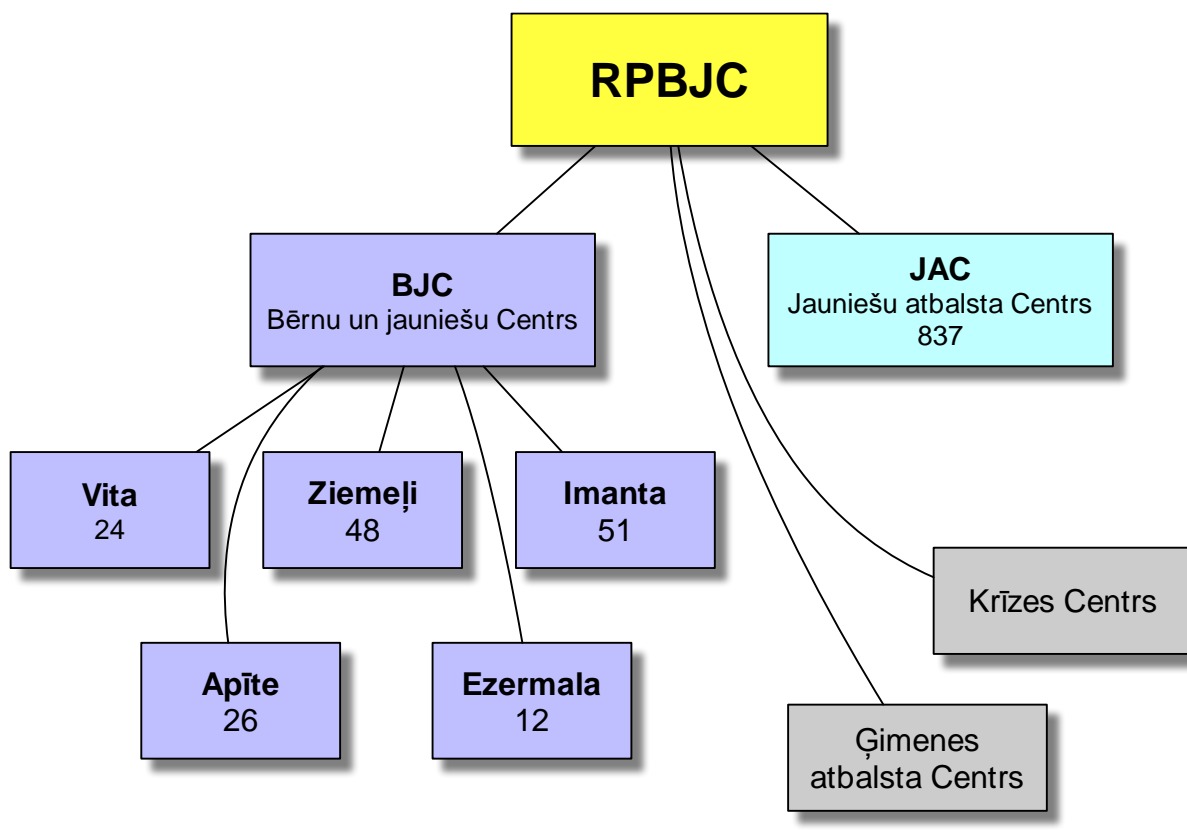 RPBJC
BJC
Bērnu un jauniešu Centrs
JAC
Jauniešu atbalsta Centrs
837
Vita
24
Ziemeļi
48
Imanta
51
Krīzes Centrs
Apīte
26
Ezermala
12
Ģimenes
atbalsta Centrs